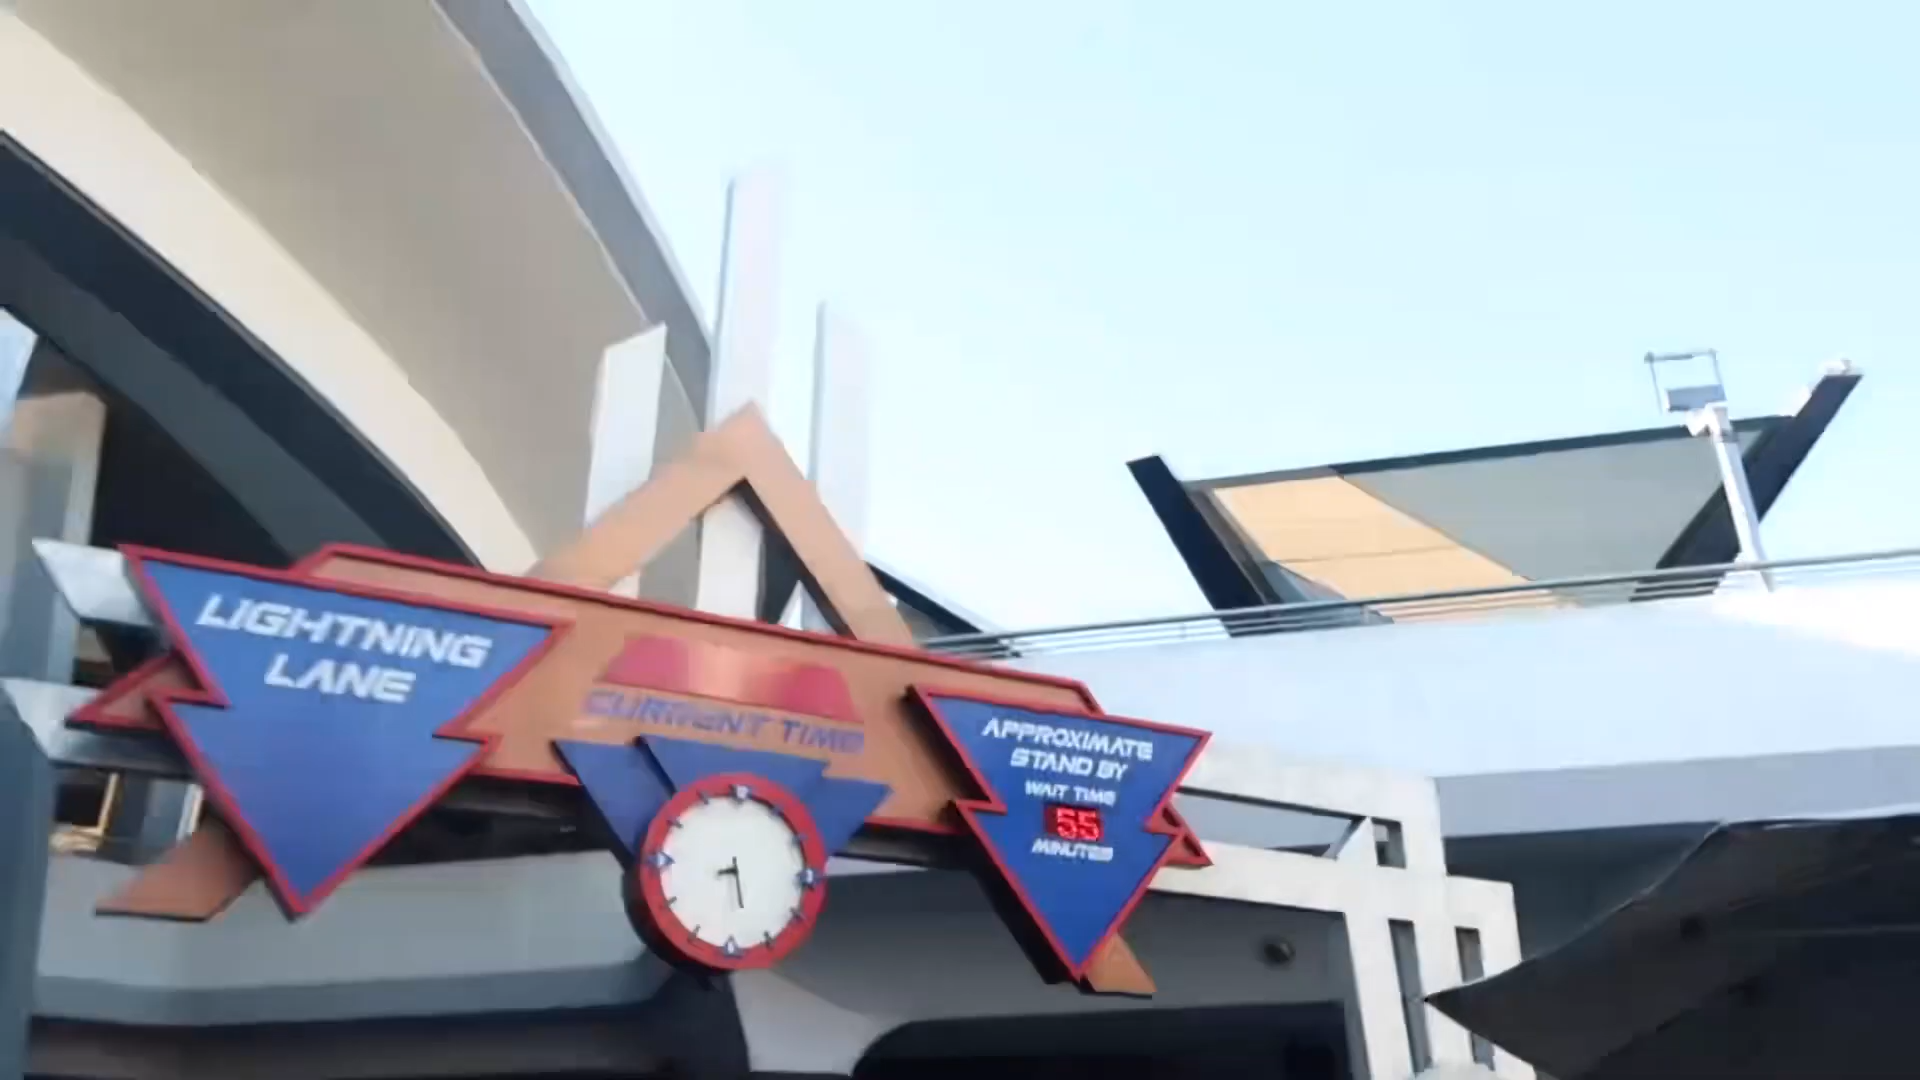 LIGHTNING
LANE
CURRENT TIME
APPROXIMATE
STAND BY
WAIT TIME
55
MINUTES